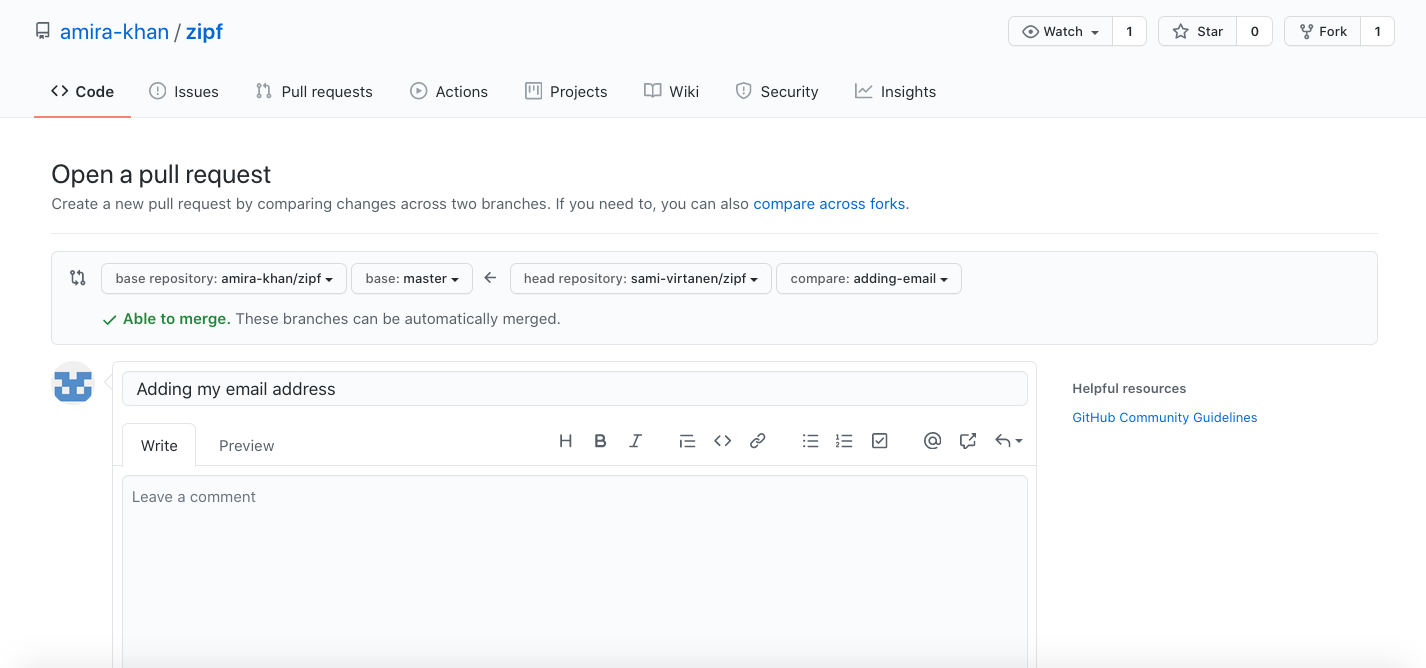 amira-khan / zipf
Watch 1 Star 0 Fork 1
Code Issues Pull requests Actions Projects Wiki Security Insights
Open a pull request
Create a new pull request by comparing changes across two branches. If you need to, you can also compare across forks.
base repository: amira-khan/zipf base: master head repository: sami-virtanen/zipf compare: adding-email
Able to merge. These branches can be automatically merged.
Adding my email address
Helpful resources
GitHub Community Guidelines
Write Preview
Leave a comment